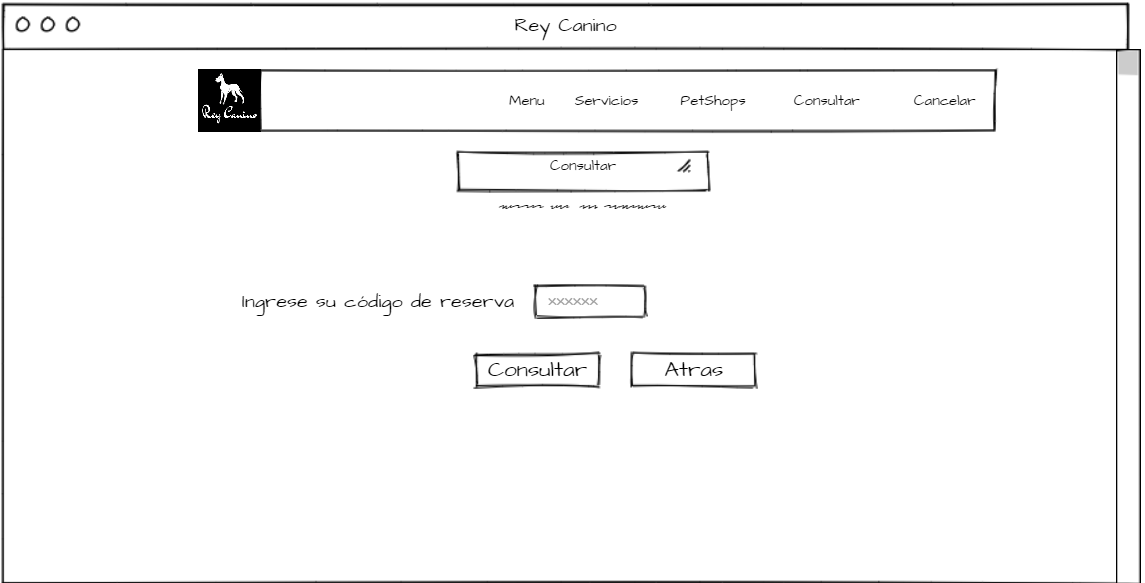 Rey Canino
Rey Canino
Menu Servicios PetShops Consultar Cancelar
Consultar
Ingrese su código de reserva xxxxxx
Consultar Atras